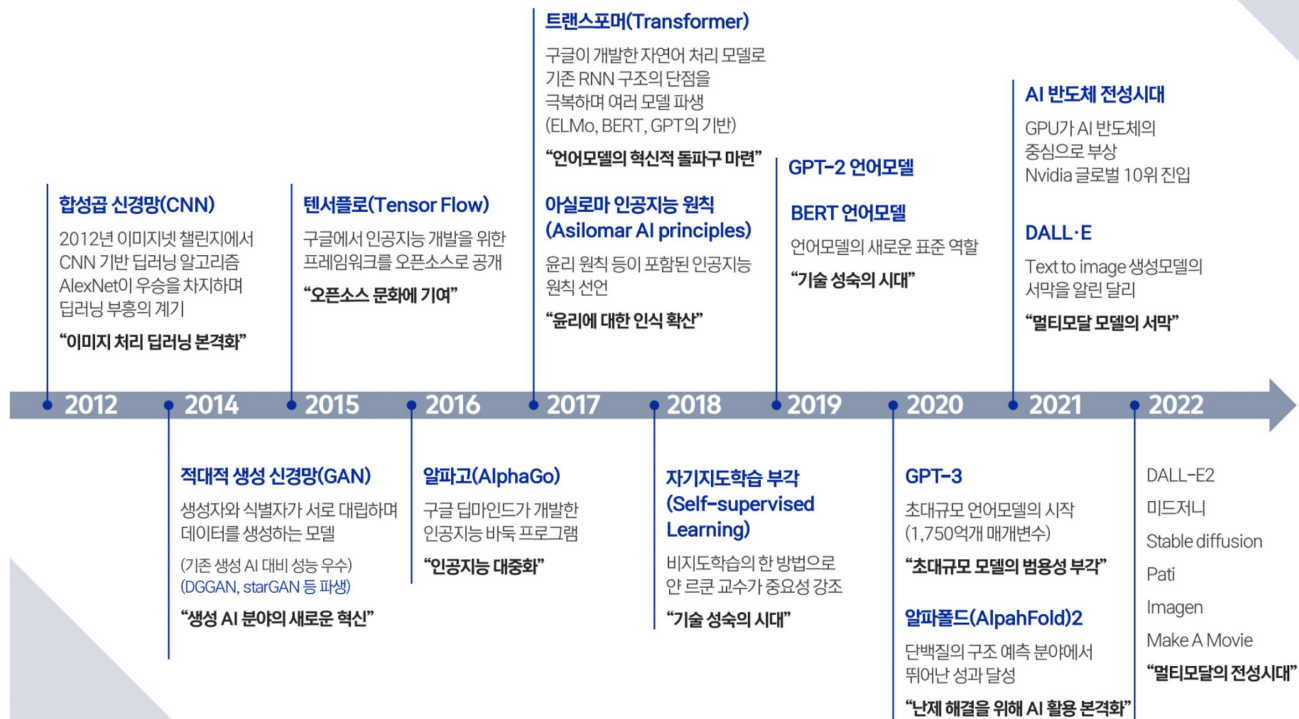 합성곱 신경망(CNN)
2012년 이미지넷 챌린지에서
CNN 기반 딥러닝 알고리즘
AlexNet이 우승을 차지하며
딥러닝 부흥의 계기
“이미지 처리 딥러닝 본격화”
텐서플로(Tensor Flow)
구글에서 인공지능 개발을 위한
프레임워크를 오픈소스로 공개
“오픈소스 문화에 기여”
트랜스포머(Transformer)
구글이 개발한 자연어 처리 모델로
기존 RNN 구조의 단점을
극복하며 여러 모델 파생
(ELMo, BERT, GPT의 기반)
“언어모델의 혁신적 돌파구 마련”
아실로마 인공지능 원칙
(Asilomar AI principles)
윤리 원칙 등이 포함된 인공지능
원칙 선언
“윤리에 대한 인식 확산”
GPT-2 언어모델
BERT 언어모델
언어모델의 새로운 표준 역할
“기술 성숙의 시대”
AI 반도체 전성시대
GPU가 AI 반도체의
중심으로 부상
Nvidia 글로벌 10위 진입
DALL·E
Text to image 생성모델의
서막을 알린 달리
“멀티모달 모델의 서막”
2012 2014 2015 2016 2017 2018 2019 2020 2021 2022
적대적 생성 신경망(GAN)
생성자와 식별자가 서로 대립하며
데이터를 생성하는 모델
(기존 생성 AI 대비 성능 우수)
(DGGAN, starGAN 등 파생)
“생성 AI 분야의 새로운 혁신”
알파고(AlphaGo)
구글 딥마인드가 개발한
인공지능 바둑 프로그램
“인공지능 대중화”
자기지도학습 부각
(Self-supervised
Learning)
비지도학습의 한 방법으로
얀 르쿤 교수가 중요성 강조
“기술 성숙의 시대”
GPT-3
초대규모 언어모델의 시작
(1,750억개 매개변수)
“초대규모 모델의 범용성 부각”
알파폴드(AlpahFold)2
단백질의 구조 예측 분야에서
뛰어난 성과 달성
“난제 해결을 위해 AI 활용 본격화”
DALL-E2
미드저니
Stable diffusion
Pati
Imagen
Make A Movie
“멀티모달의 전성시대”